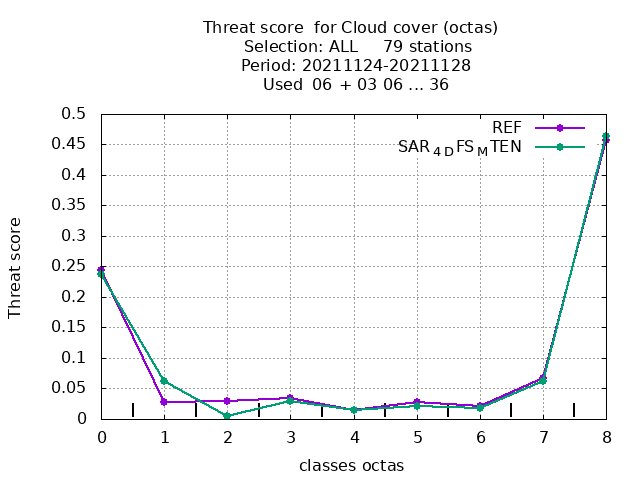 Threat score  for Cloud cover (octas)
Selection: ALL     79 stations
Period: 20211124-20211128
Used  06 + 03 06 ... 36
REF
SAR4DFSMTEN
0.5
0.45
0.4
0.35
0.3
0.25
0.2
0.15
0.1
0.05
0
Threat score
0 1 2 3 4 5 6 7 8
classes octas